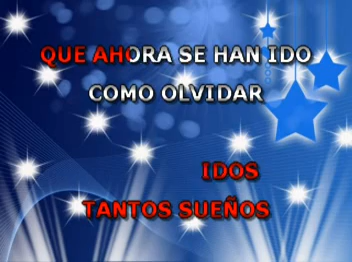 QUE AHORA SE HAN IDO
COMO OLVIDAR
IDOS
TANTOS SUEÑOS